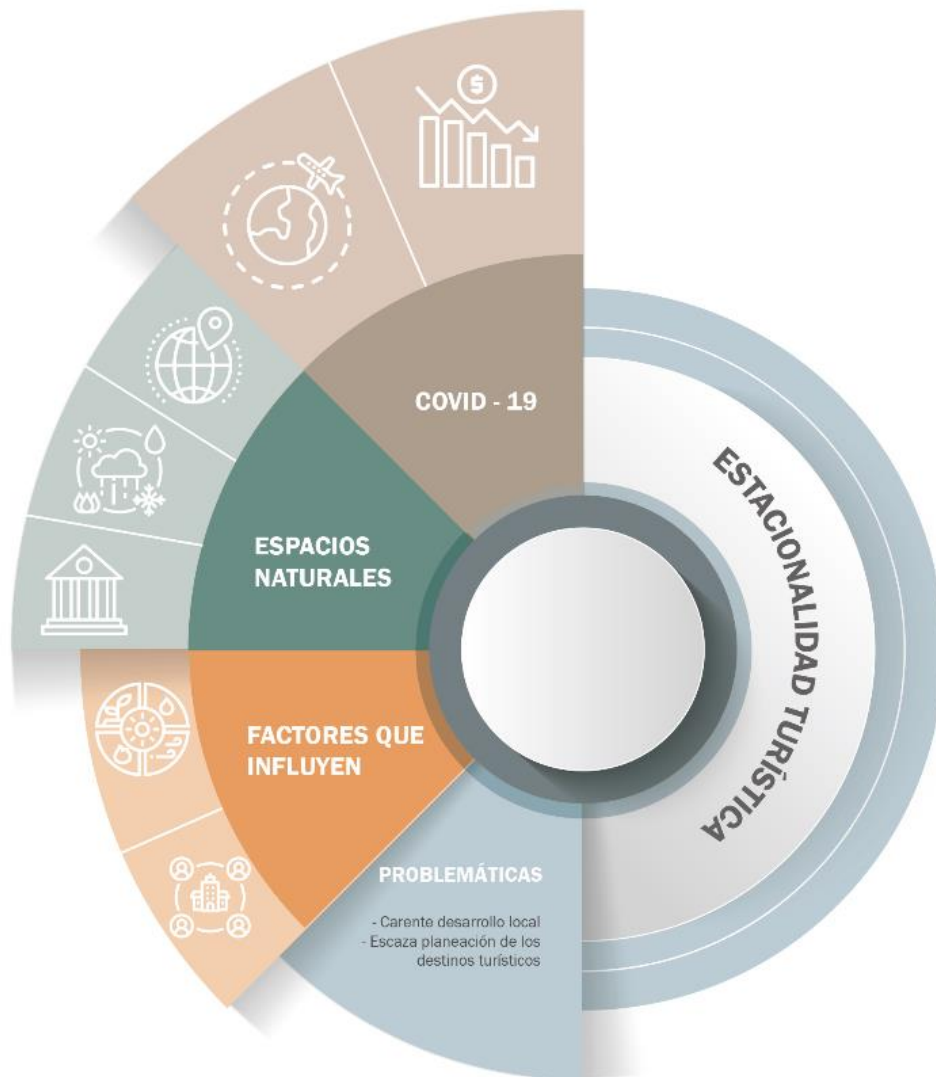 COVID - 19
ESPACIOS
NATURALES
FACTORES QUE
INFLUYEN
PROBLEMÁTICAS
- Carente desarrollo local
- Escaza planeación de los
destinos turísticos
ESTACIONALIDAD TURÍSTICA
$